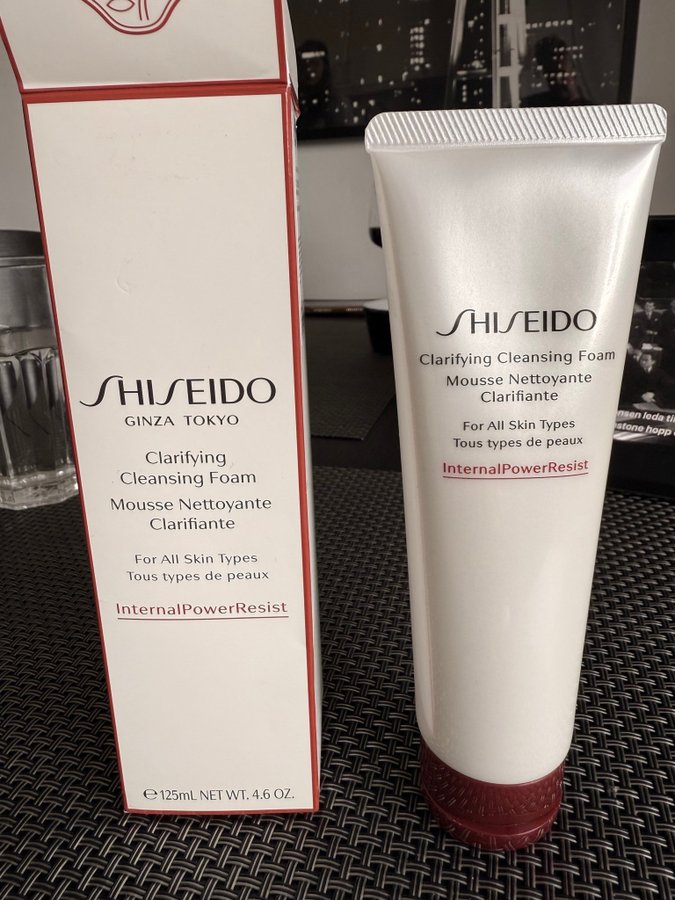 SHISEIDO
GINZA TOKYO
Clarifying
Cleansing Foam
Mousse Nettoyante
Clarifiante
For All Skin Types
Tous types de peaux
InternalPowerResist
℮125mL NET WT. 4.6 OZ.
SHISEIDO
Clarifying Cleansing Foam
Mousse Nettoyante
Clarifiante
For All Skin Types
Tous types de peaux
InternalPowerResist
leda
hopp